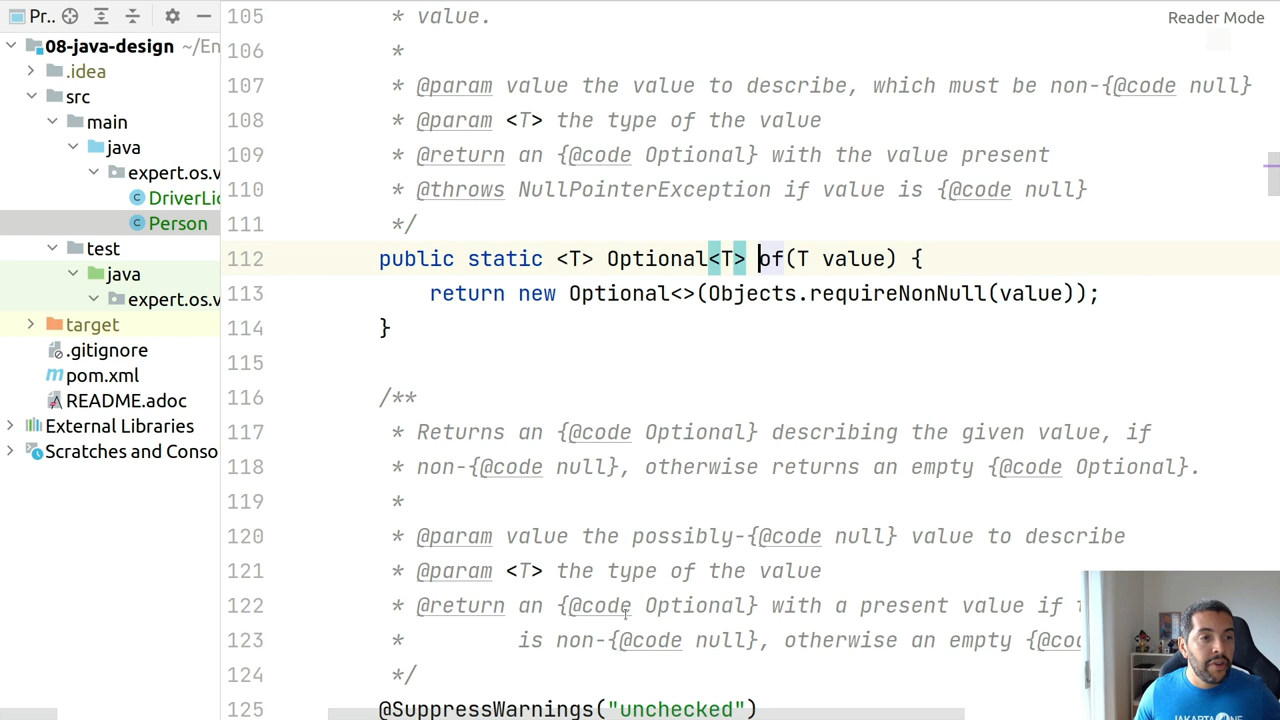 Pr..
08-java-design ~/En
.idea
src
main
java
expert.os.v
DriverLic
Person
test
java
expert.os.v
target
.gitignore
pom.xml
README.adoc
External Libraries
Scratches and Conso
Reader Mode
105 * value.
106 *
107 * @param value the value to describe, which must be non-{@code null}
108 * @param <T> the type of the value
109 * @return an {@code Optional} with the value present
110 * @throws NullPointerException if value is {@code null}
111 */
112 public static <T> Optional<T> of(T value) {
113 return new Optional<>(Objects.requireNonNull(value));
114 }
115
116 /**
117 * Returns an {@code Optional} describing the given value, if
118 * non-{@code null}, otherwise returns an empty {@code Optional}.
119 *
120 * @param value the possibly-{@code null} value to describe
121 * @param <T> the type of the value
122 * @return an {@code Optional} with a present value if t
123 * is non-{@code null}, otherwise an empty {@cod
124 */
125 @SuppressWarnings("unchecked")
JAKARTA ONE